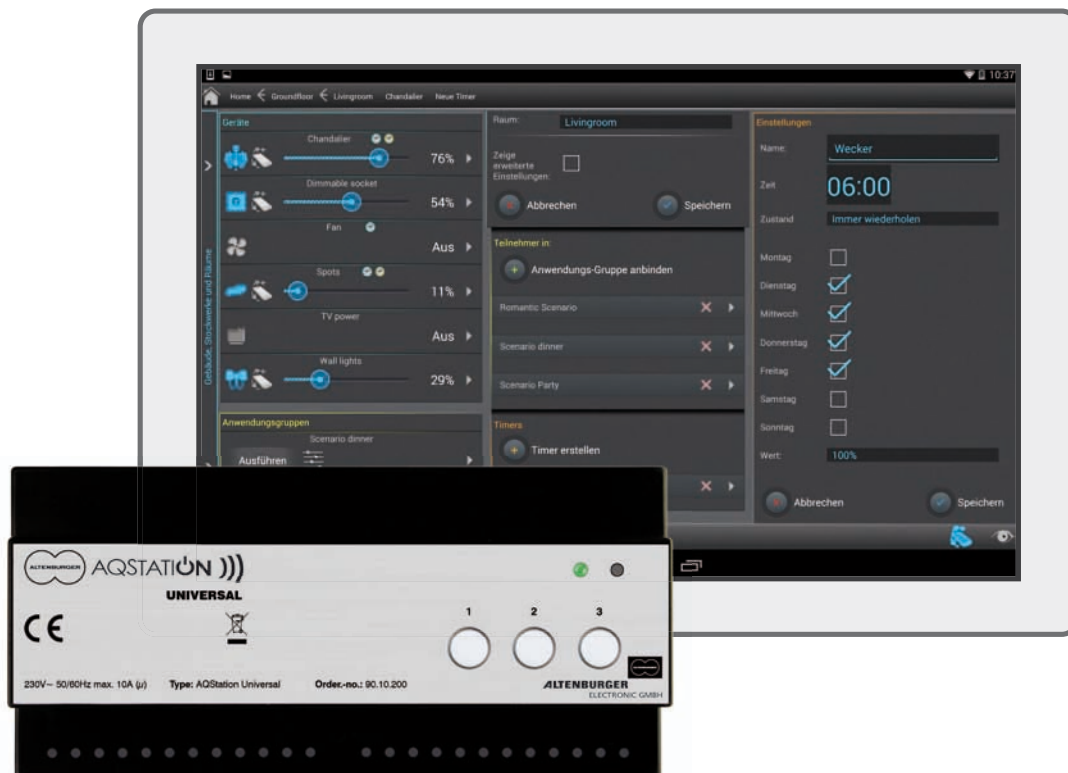 10:37
Home Groundfloor Livingroom Chandalier Neue Timer
Gebäude, Stockwerke und Räume
Geräte
Chandalier
76%
Dimmable socket
54%
Fan
Aus
Spots
11%
TV power
Aus
Wall lights
29%
Anwendungsgruppen
Scenario dinner
Ausführen
Raum: Livingroom
Zeige
erweiterte
Einstellungen:
Abbrechen Speichern
Teilnehmer in:
Anwendungs-Gruppe anbinden
Romantic Scenario
Scenario dinner
Scenario Party
Timers
Timer erstellen
Einstellungen
Name: Wecker
Zeit 06:00
Zustand Immer wiederholen
Montag
Dienstag
Mittwoch
Donnerstag
Freitag
Samstag
Sonntag
Wert: 100%
Abbrechen Speichern
ALTENBURGER AQSTATION
UNIVERSAL
CE
1 2 3
230V~ 50/60Hz max. 10A (µ) Type: AQStation Universal Order.-no.: 90.10.200
ALTENBURGER
ELECTRONIC GMBH